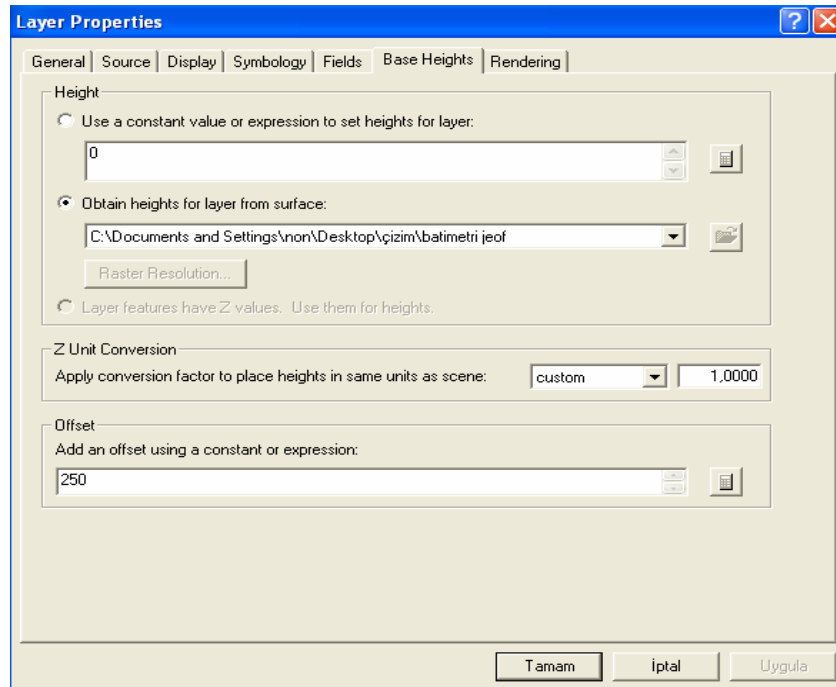 Layer Properties
General Source Display Symbology Fields Base Heights Rendering
Height
Use a constant value or expression to set heights for layer:
0
Obtain heights for layer from surface:
C:\Documents and Settings\non\Desktop\çizim\batimetri jeof
Raster Resolution...
Layer features have Z values. Use them for heights.
Z Unit Conversion
Apply conversion factor to place heights in same units as scene: custom 1,0000
Offset
Add an offset using a constant or expression:
250
Tamam İptal Uygula